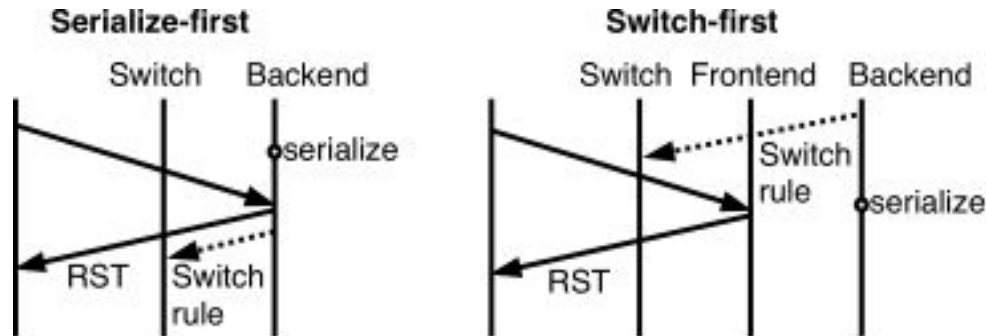 Serialize-first
Switch Backend
serialize
RST
Switch
rule
Switch-first
Switch Frontend Backend
Switch
rule
serialize
RST